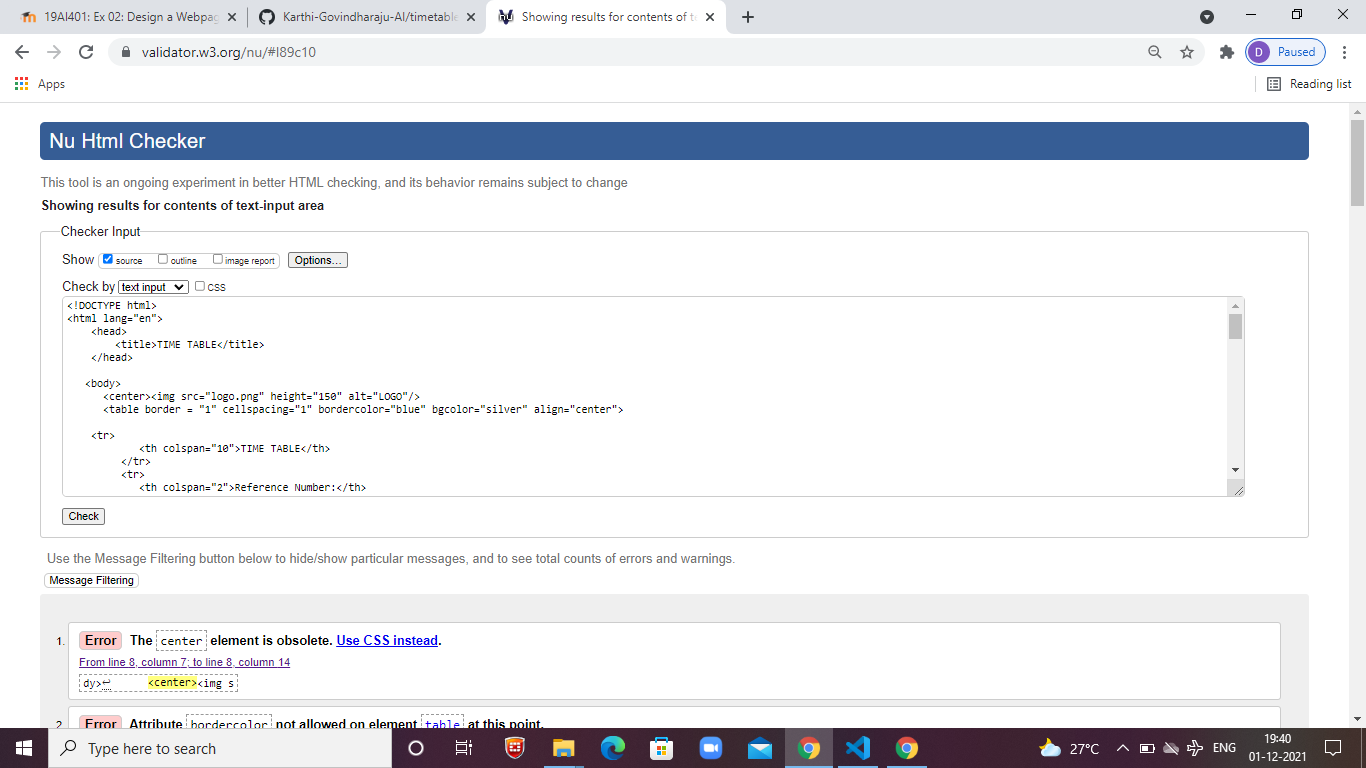 19AI401: Ex 02: Design a Webpag
Karthi-Govindharaju-AI/timetable
Showing results for contents of te
validator.w3.org/nu/#l89c10
D Paused
Apps
Reading list
Nu Html Checker
This tool is an ongoing experiment in better HTML checking, and its behavior remains subject to change
Showing results for contents of text-input area
Checker Input
Show source outline image report Options...
Check by text input css
<!DOCTYPE html>
<html lang="en">
<head>
<title>TIME TABLE</title>
</head>
<body>
<center><img src="logo.png" height="150" alt="LOGO"/>
<table border = "1" cellspacing="1" bordercolor="blue" bgcolor="silver" align="center">
<tr>
<th colspan="10">TIME TABLE</th>
</tr>
<tr>
<th colspan="2">Reference Number:</th>
Check
Use the Message Filtering button below to hide/show particular messages, and to see total counts of errors and warnings.
Message Filtering
1. Error The center element is obsolete. Use CSS instead.
From line 8, column 7; to line 8, column 14
dy>↩ <center><img s
2. Error Attribute bordercolor not allowed on element table at this point.
Type here to search
27°C
ENG
19:40
01-12-2021